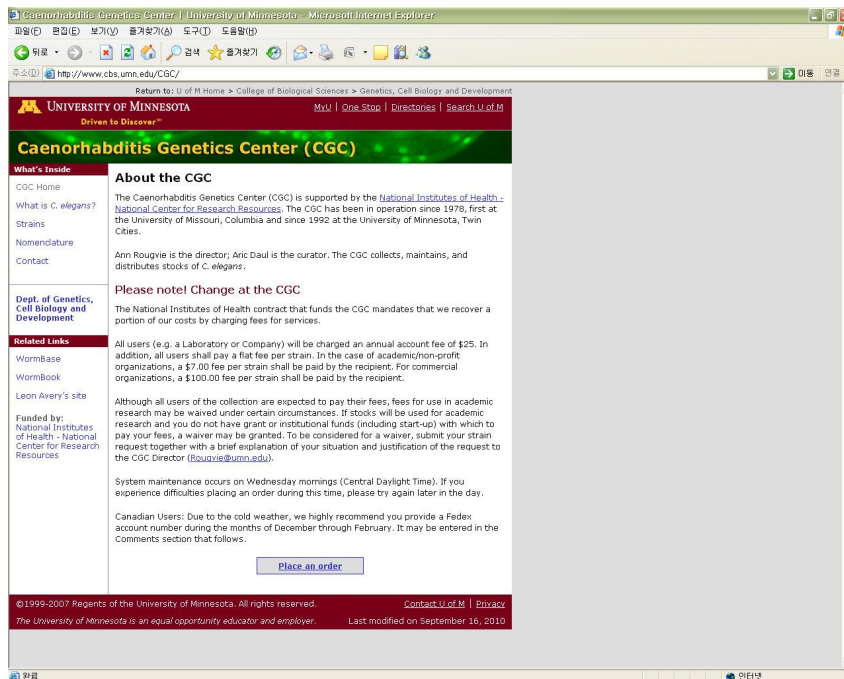 Caenorhabditis Genetics Center | University of Minnesota - Microsoft Internet Explorer
파일(F) 편집(E) 보기(V) 즐겨찾기(A) 도구(T) 도움말(H)
뒤로 검색 즐겨찾기
주소(D) http://www.cbs.umn.edu/CGC/ 이동 연결
Return to: U of M Home > College of Biological Sciences > Genetics, Cell Biology and Development
UNIVERSITY OF MINNESOTA
Driven to Discover℠
MyU | One Stop | Directories | Search U of M
Caenorhabditis Genetics Center (CGC)
What's Inside
CGC Home
What is C. elegans?
Strains
Nomenclature
Contact
Dept. of Genetics,
Cell Biology and
Development
Related Links
WormBase
WormBook
Leon Avery's site
Funded by:
National Institutes
of Health - National
Center for Research
Resources
About the CGC
The Caenorhabditis Genetics Center (CGC) is supported by the National Institutes of Health -
National Center for Research Resources. The CGC has been in operation since 1978, first at
the University of Missouri, Columbia and since 1992 at the University of Minnesota, Twin
Cities.
Ann Rougvie is the director; Aric Daul is the curator. The CGC collects, maintains, and
distributes stocks of C. elegans.
Please note! Change at the CGC
The National Institutes of Health contract that funds the CGC mandates that we recover a
portion of our costs by charging fees for services.
All users (e.g. a Laboratory or Company) will be charged an annual account fee of $25. In
addition, all users shall pay a flat fee per strain. In the case of academic/non-profit
organizations, a $7.00 fee per strain shall be paid by the recipient. For commercial
organizations, a $100.00 fee per strain shall be paid by the recipient.
Although all users of the collection are expected to pay their fees, fees for use in academic
research may be waived under certain circumstances. If stocks will be used for academic
research and you do not have grant or institutional funds (including start-up) with which to
pay your fees, a waiver may be granted. To be considered for a waiver, submit your strain
request together with a brief explanation of your situation and justification of the request to
the CGC Director (Rougvie@umn.edu).
System maintenance occurs on Wednesday mornings (Central Daylight Time). If you
experience difficulties placing an order during this time, please try again later in the day.
Canadian Users: Due to the cold weather, we highly recommend you provide a Fedex
account number during the months of December through February. It may be entered in the
Comments section that follows.
Place an order
©1999-2007 Regents of the University of Minnesota. All rights reserved.
Contact U of M | Privacy
The University of Minnesota is an equal opportunity educator and employer.
Last modified on September 16, 2010
완료 인터넷